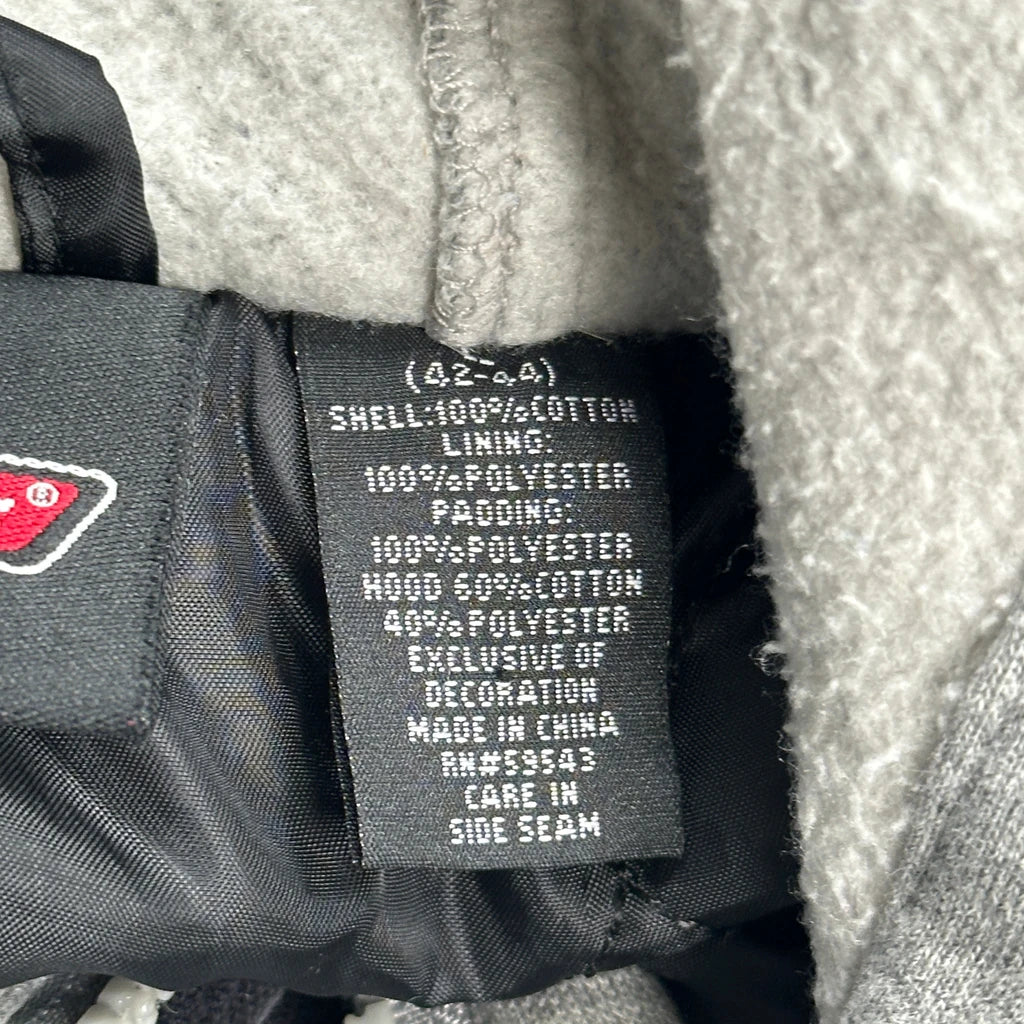 (42-44)
SHELL:100%COTTON
LINING:
100%POLYESTER
PADDING:
100%POLYESTER
HOOD 60%COTTON
40%POLYESTER
EXCLUSIVE OF
DECORATION
MADE IN CHINA
RN#53543
CARE IN
SIDE SEAM
®